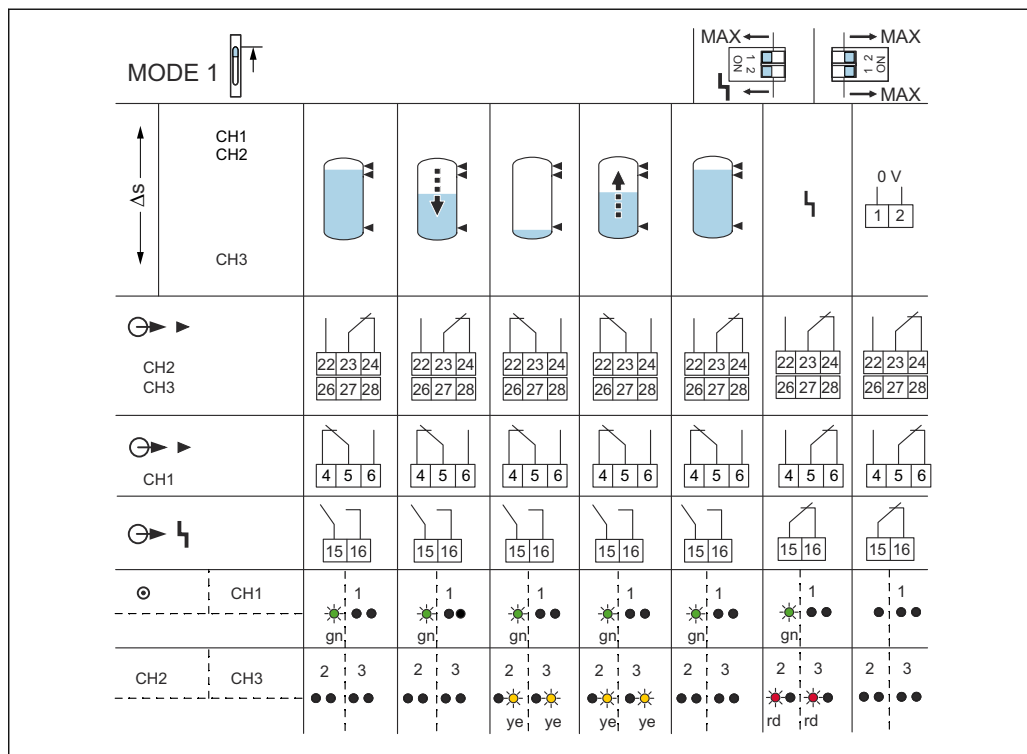 MAX MAX
MODE 1
1 2 ON 1 2 ON
MAX
Δs
CH1
CH2
CH3
0 V
1 2
CH2
22 23 24 22 23 24 22 23 24 22 23 24 22 23 24 22 23 24 22 23 24
CH3
26 27 28 26 27 28 26 27 28 26 27 28 26 27 28 26 27 28 26 27 28
CH1
4 5 6 4 5 6 4 5 6 4 5 6 4 5 6 4 5 6 4 5 6
15 16 15 16 15 16 15 16 15 16 15 16 15 16
CH1 1 1 1 1 1 1 1
gn gn gn gn gn gn
CH2 CH3 2 3 2 3 2 3 2 3 2 3 2 3 2 3
ye ye ye ye rd rd